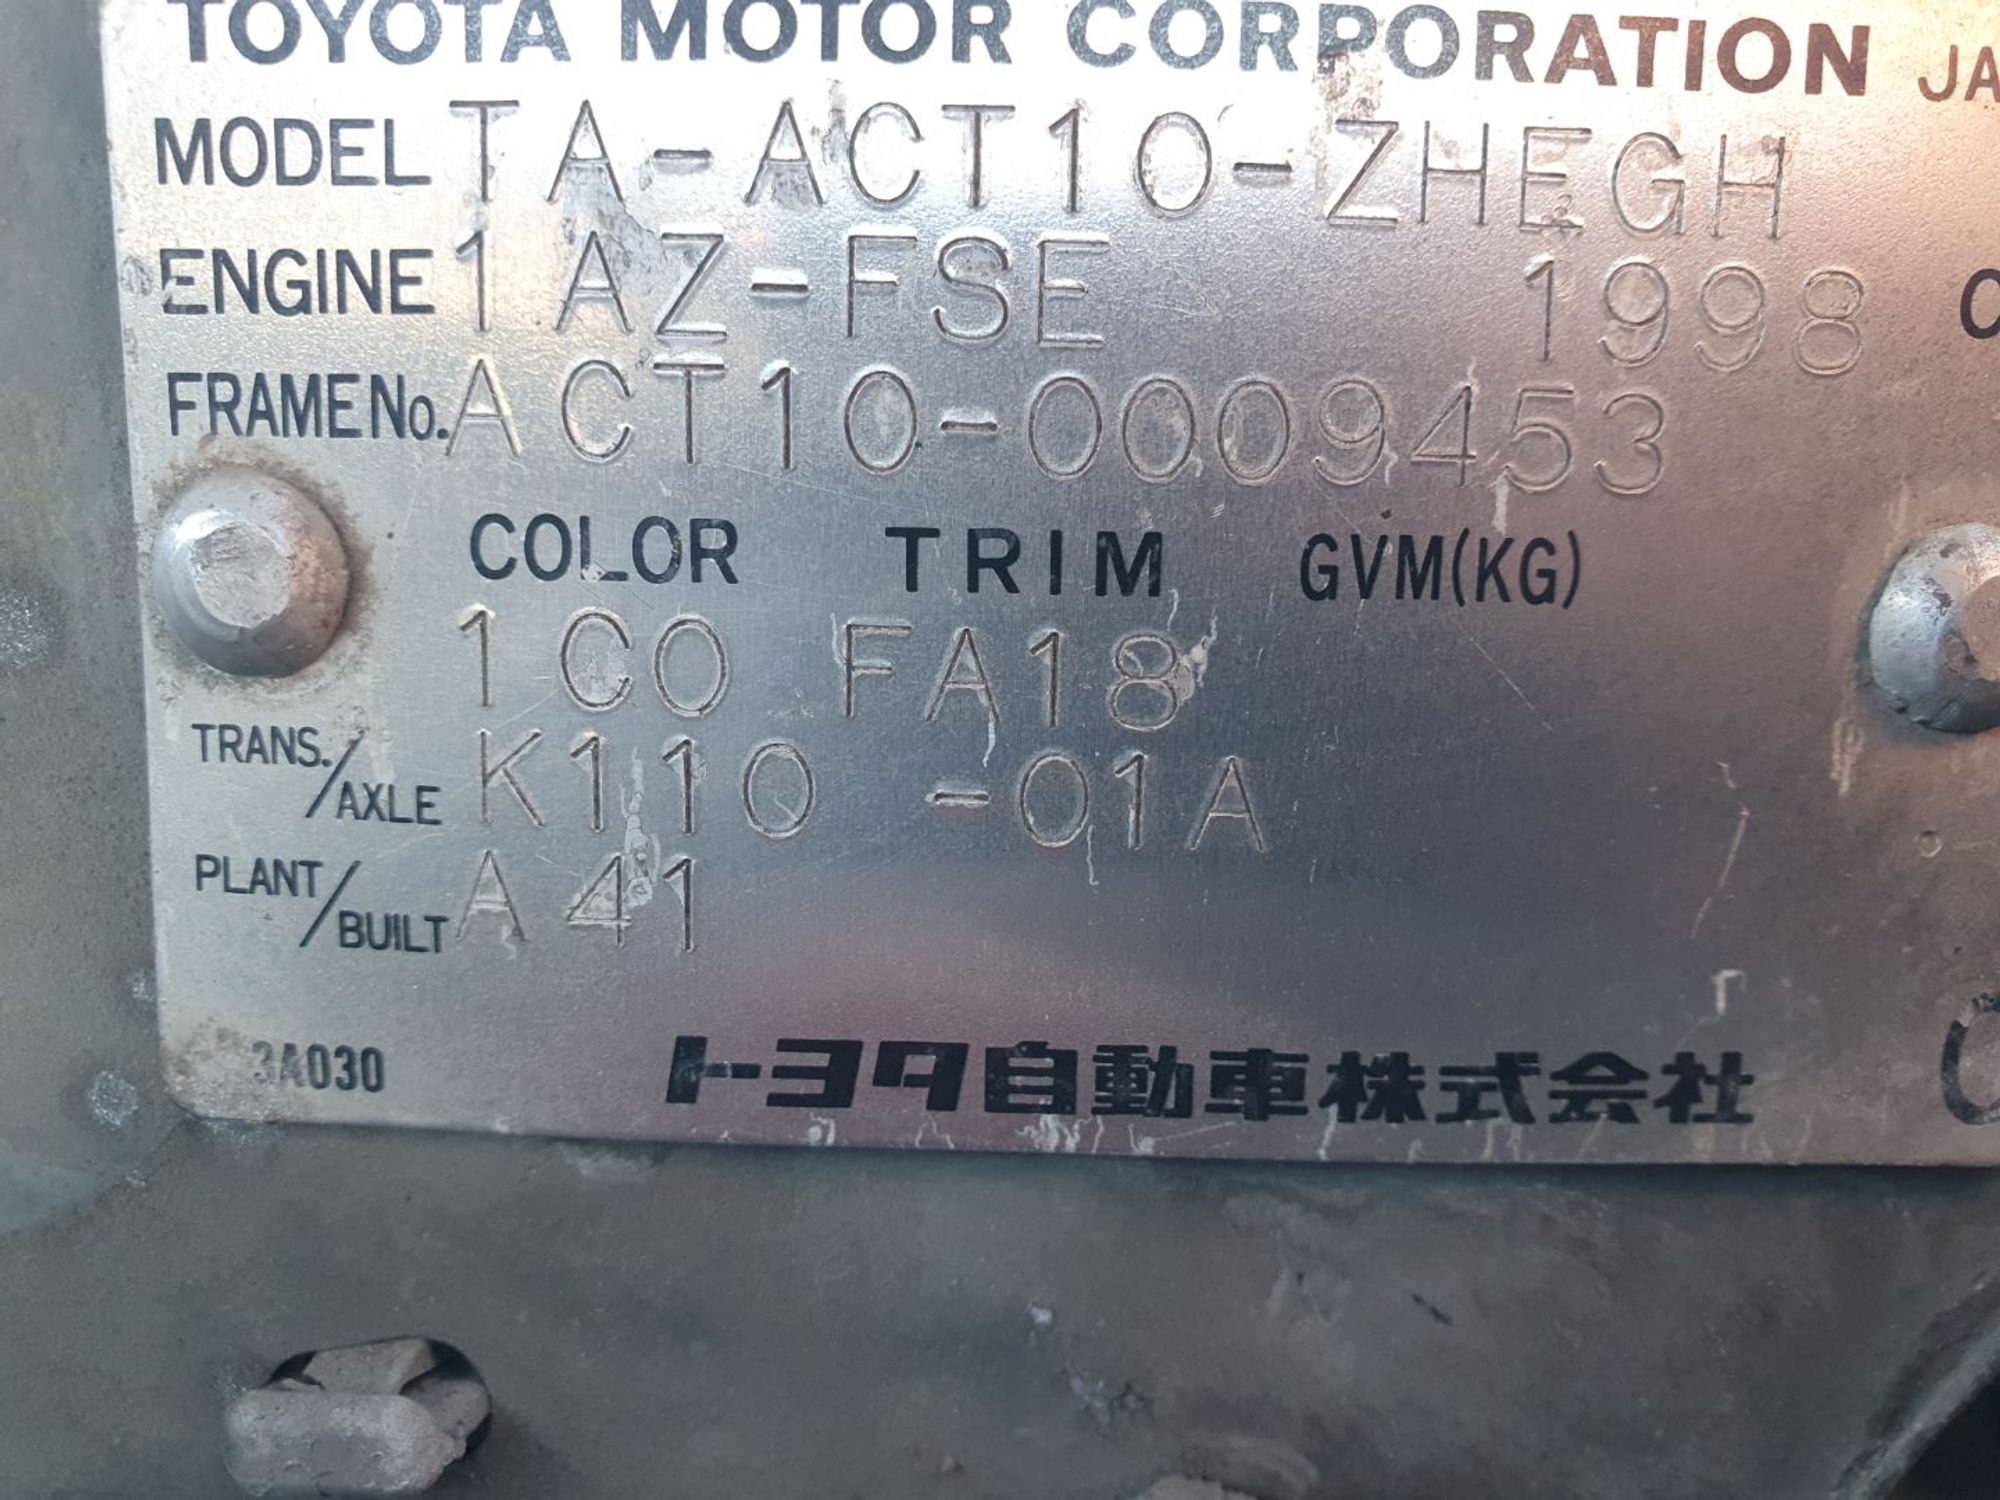 TOYOTA MOTOR CORPORATION JA
MODEL TA-ACT10-ZHEGH
ENGINE 1AZ-FSE 1998 C
FRAME No. ACT10-0009453
COLOR TRIM GVM(KG)
1C0 FA18
TRANS./AXLE K110 -01A
PLANT/BUILT A41
3A030 トヨタ自動車株式会社